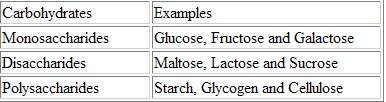 Carbohydrates Examples
Monosaccharides Glucose, Fructose and Galactose
Disaccharides Maltose, Lactose and Sucrose
Polysaccharides Starch, Glycogen and Cellulose